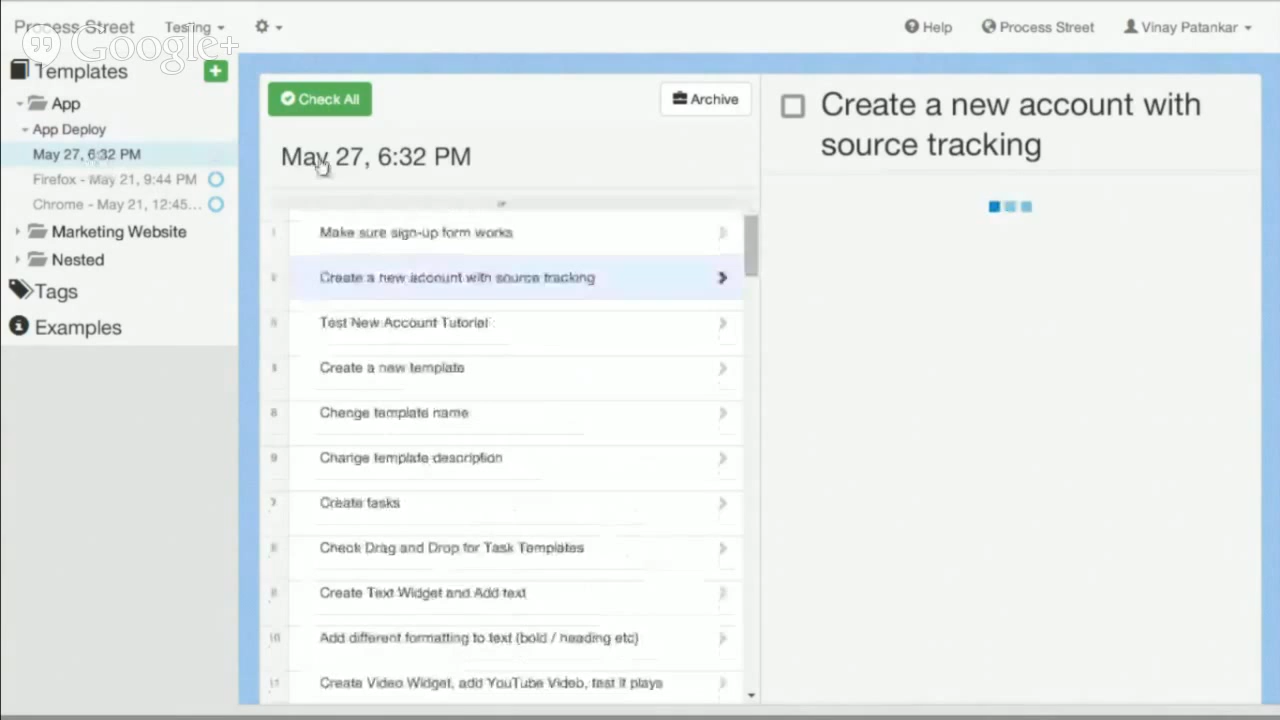 Process Street
Testing
Help
Process Street
Vinay Patankar
Google+
Templates
App
App Deploy
May 27, 6:32 PM
Firefox - May 21, 9:44 PM
Chrome - May 21, 12:45...
Marketing Website
Nested
Tags
Examples
Check All
Archive
May 27, 6:32 PM
Make sure sign-up form works
Create a new account with source tracking
Test New Account Tutorial
Create a new template
Change template name
Change template description
7
Create tasks
Check Drag and Drop for Task Templates
Create Text Widget and Add text
10
Add different formatting to text (bold / heading etc)
11
Create Video Widget, add YouTube Video, test it plays
Create a new account with
source tracking